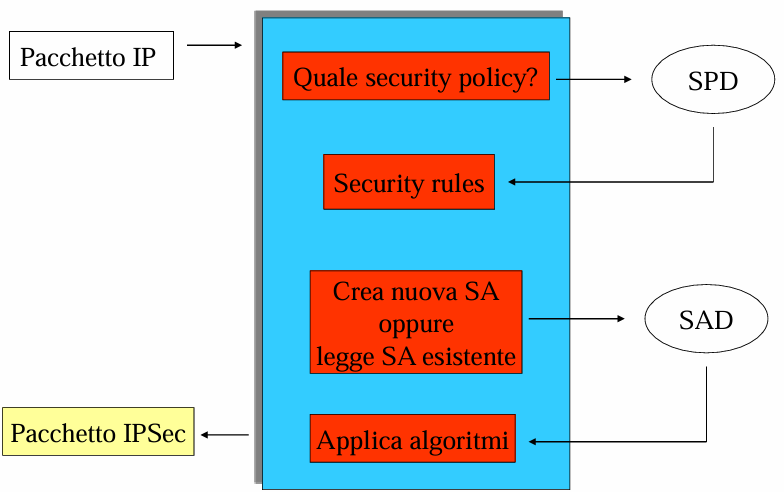 Pacchetto IP
Quale security policy?
SPD
Security rules
Crea nuova SA
oppure
legge SA esistente
SAD
Pacchetto IPSec
Applica algoritmi